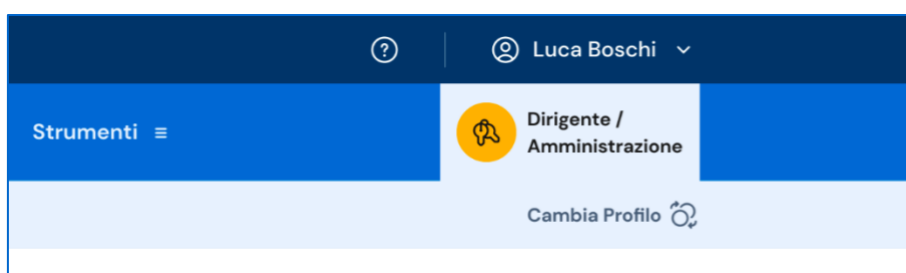 Luca Boschi
Strumenti
Dirigente /
Amministrazione
Cambia Profilo